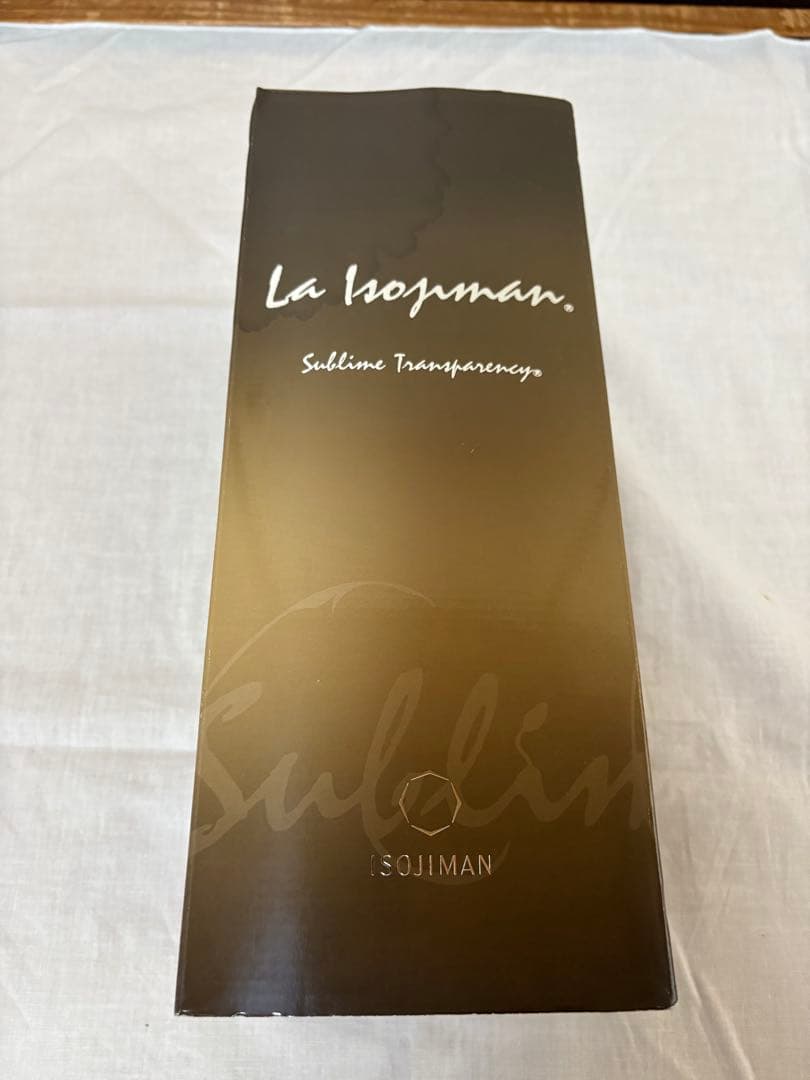 La Isojiman®
Sublime Transparency®
Sublim
ISOJIMAN